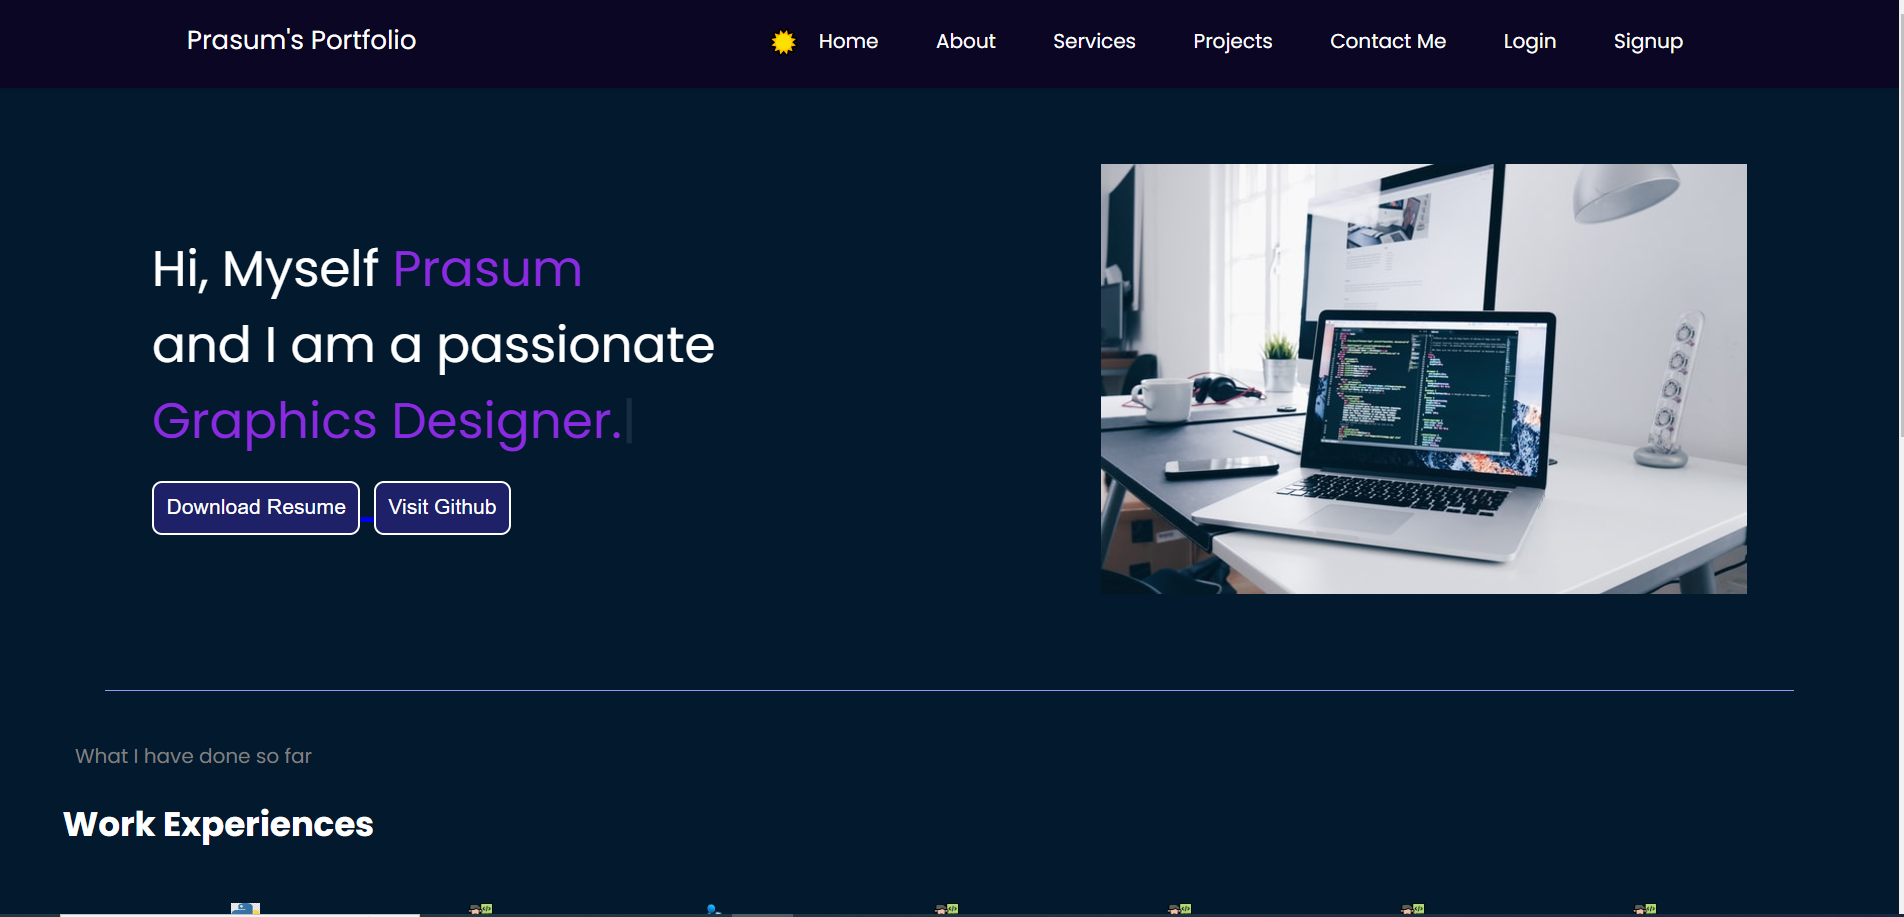 Prasum's Portfolio
Home About Services Projects Contact Me Login Signup
Hi, Myself Prasum
and I am a passionate
Graphics Designer.
Download Resume Visit Github
What I have done so far
Work Experiences